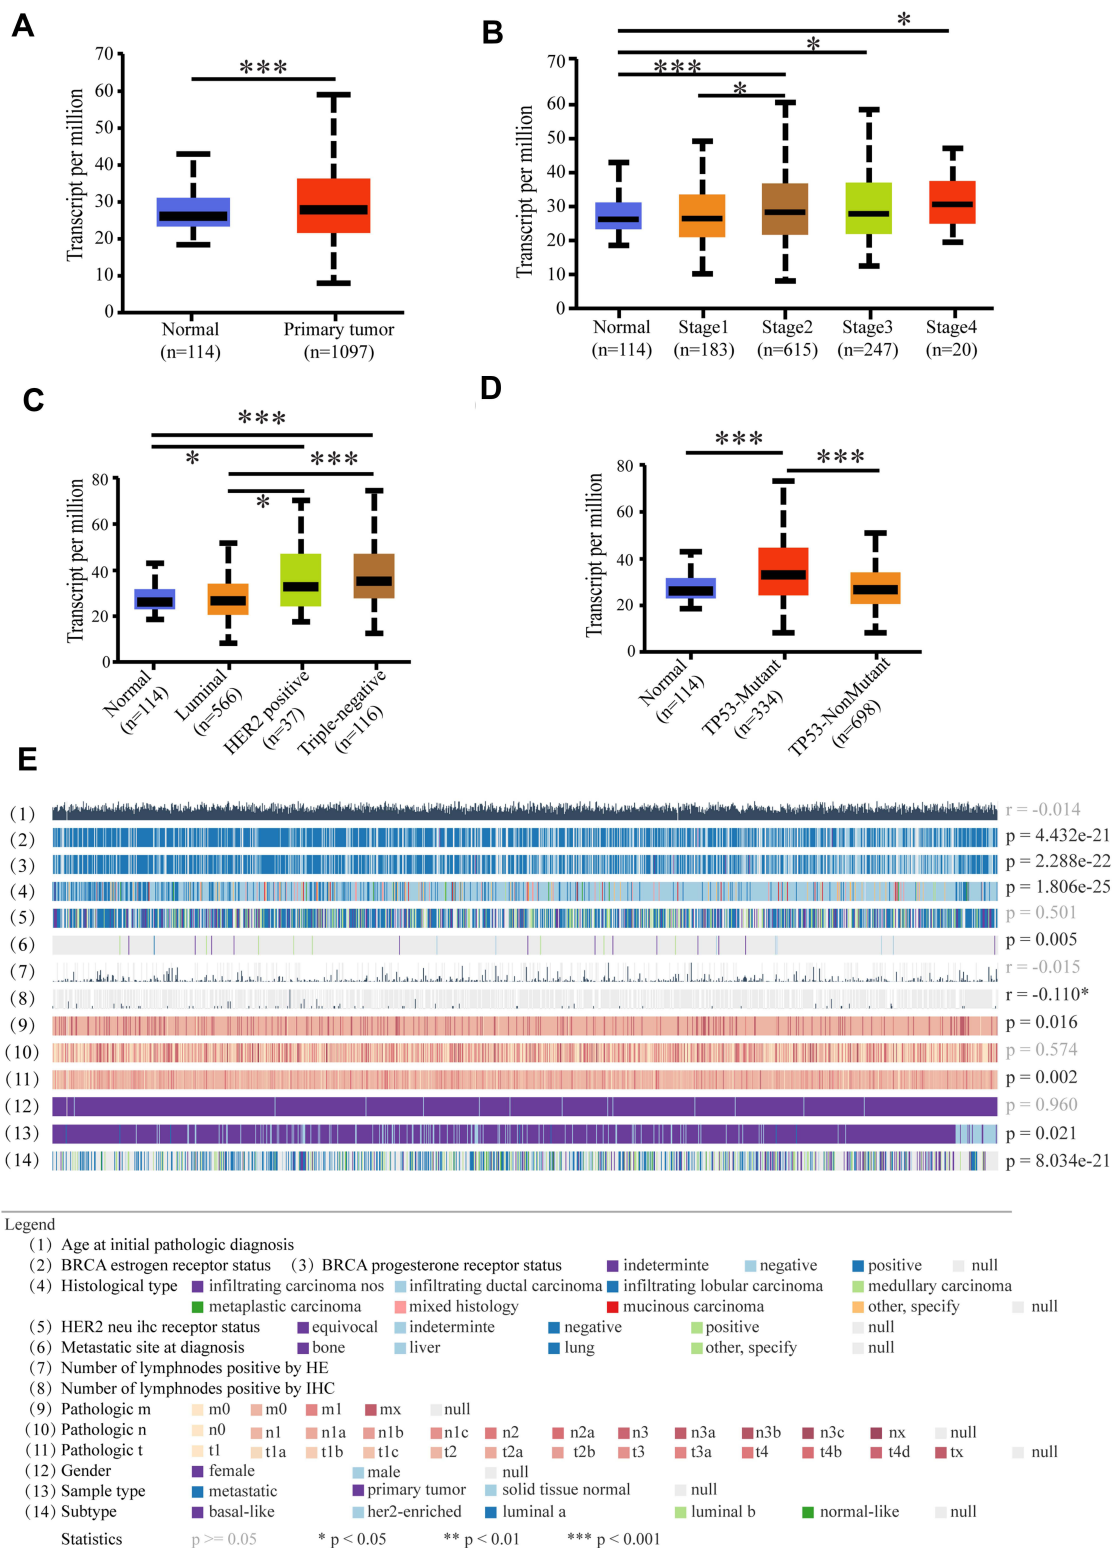 A
B
70
60
50
40
30
20
10
0
Transcript per million
***
Normal
(n=114)
Primary tumor
(n=1097)
70
60
50
40
30
20
10
0
Transcript per million
*
*
***
*
Normal
(n=114)
Stage1
(n=183)
Stage2
(n=615)
Stage3
(n=247)
Stage4
(n=20)
C
D
80
60
40
20
0
Transcript per million
***
*
***
*
Normal
(n=114)
Luminal
(n=566)
HER2 positive
(n=37)
Triple-negative
(n=116)
80
60
40
20
0
Transcript per million
***
***
Normal
(n=114)
TP53-Mutant
(n=334)
TP53-NonMutant
(n=698)
E
(1) r = -0.014
(2) p = 4.432e-21
(3) p = 2.288e-22
(4) p = 1.806e-25
(5) p = 0.501
(6) p = 0.005
(7) r = -0.015
(8) r = -0.110*
(9) p = 0.016
(10) p = 0.574
(11) p = 0.002
(12) p = 0.960
(13) p = 0.021
(14) p = 8.034e-21
Legend
(1) Age at initial pathologic diagnosis
(2) BRCA estrogen receptor status (3) BRCA progesterone receptor status indeterminte negative positive null
(4) Histological type infiltrating carcinoma nos infiltrating ductal carcinoma infiltrating lobular carcinoma medullary carcinoma
metaplastic carcinoma mixed histology mucinous carcinoma other, specify null
(5) HER2 neu ihc receptor status equivocal indeterminte negative positive null
(6) Metastatic site at diagnosis bone liver lung other, specify null
(7) Number of lymphnodes positive by HE
(8) Number of lymphnodes positive by IHC
(9) Pathologic m m0 m0 m1 mx null
(10) Pathologic n n0 n1 n1a n1b n1c n2 n2a n3 n3a n3b n3c nx null
(11) Pathologic t t1 t1a t1b t1c t2 t2a t2b t3 t3a t4 t4b t4d tx null
(12) Gender female male null
(13) Sample type metastatic primary tumor solid tissue normal null
(14) Subtype basal-like her2-enriched luminal a luminal b normal-like null
Statistics p >= 0.05 * p < 0.05 ** p < 0.01 *** p < 0.001